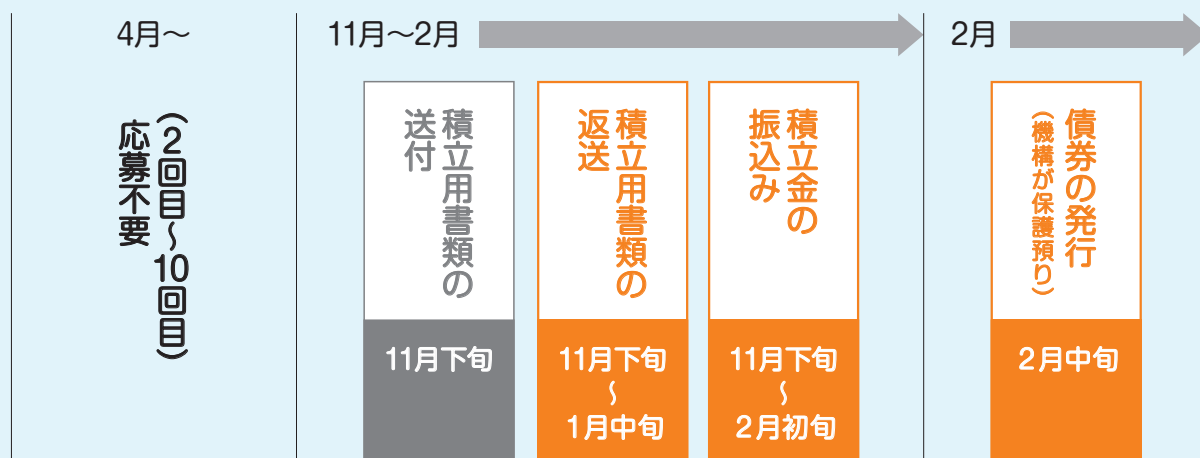 4月〜
（2回目〜10回目）
応募不要
11月〜2月
積立用書類の
送付
11月下旬
積立用書類の
返送
11月下旬
〜
1月中旬
積立金の
振込み
11月下旬
〜
2月初旬
2月
債券の発行
（機構が保護預り）
2月中旬